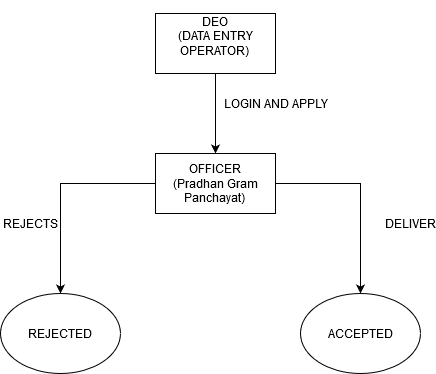 DEO
(DATA ENTRY
OPERATOR)
LOGIN AND APPLY
OFFICER
(Pradhan Gram
Panchayat)
REJECTS
DELIVER
REJECTED
ACCEPTED